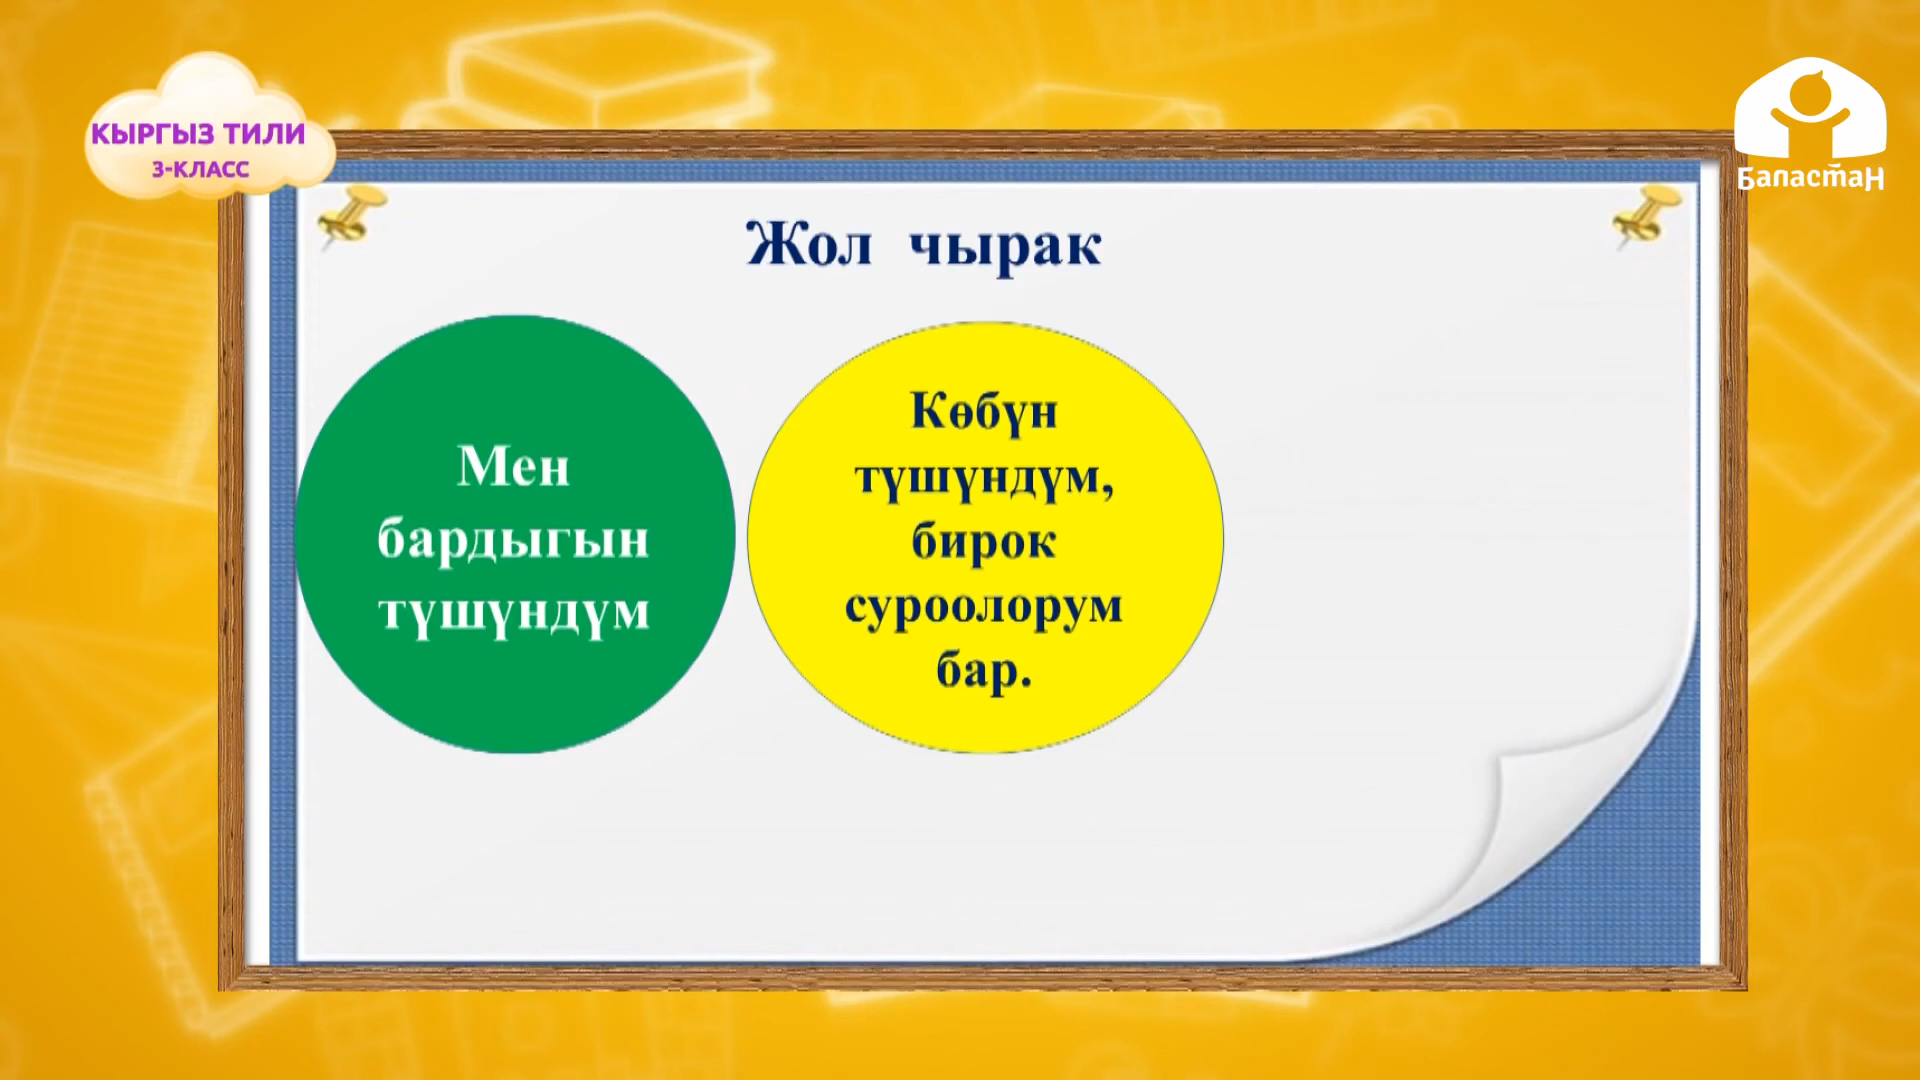 КЫРГЫЗ ТИЛИ
3-КЛАСС
Баластан
Жол чырак
Мен
бардыгын
түшүндүм
Көбүн
түшүндүм,
бирок
суроолорум
бар.